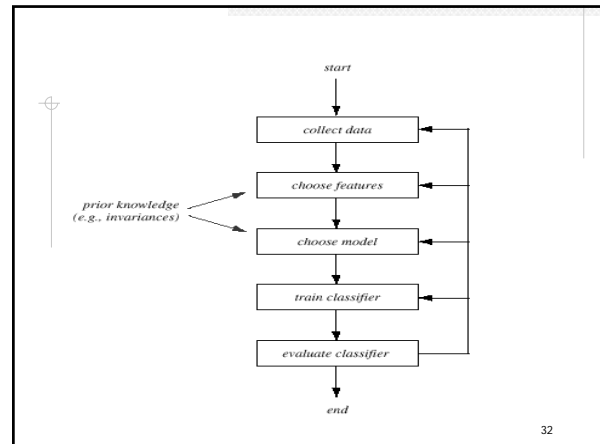 start
collect data
choose features
prior knowledge
(e.g., invariances)
choose model
train classifier
evaluate classifier
end
32